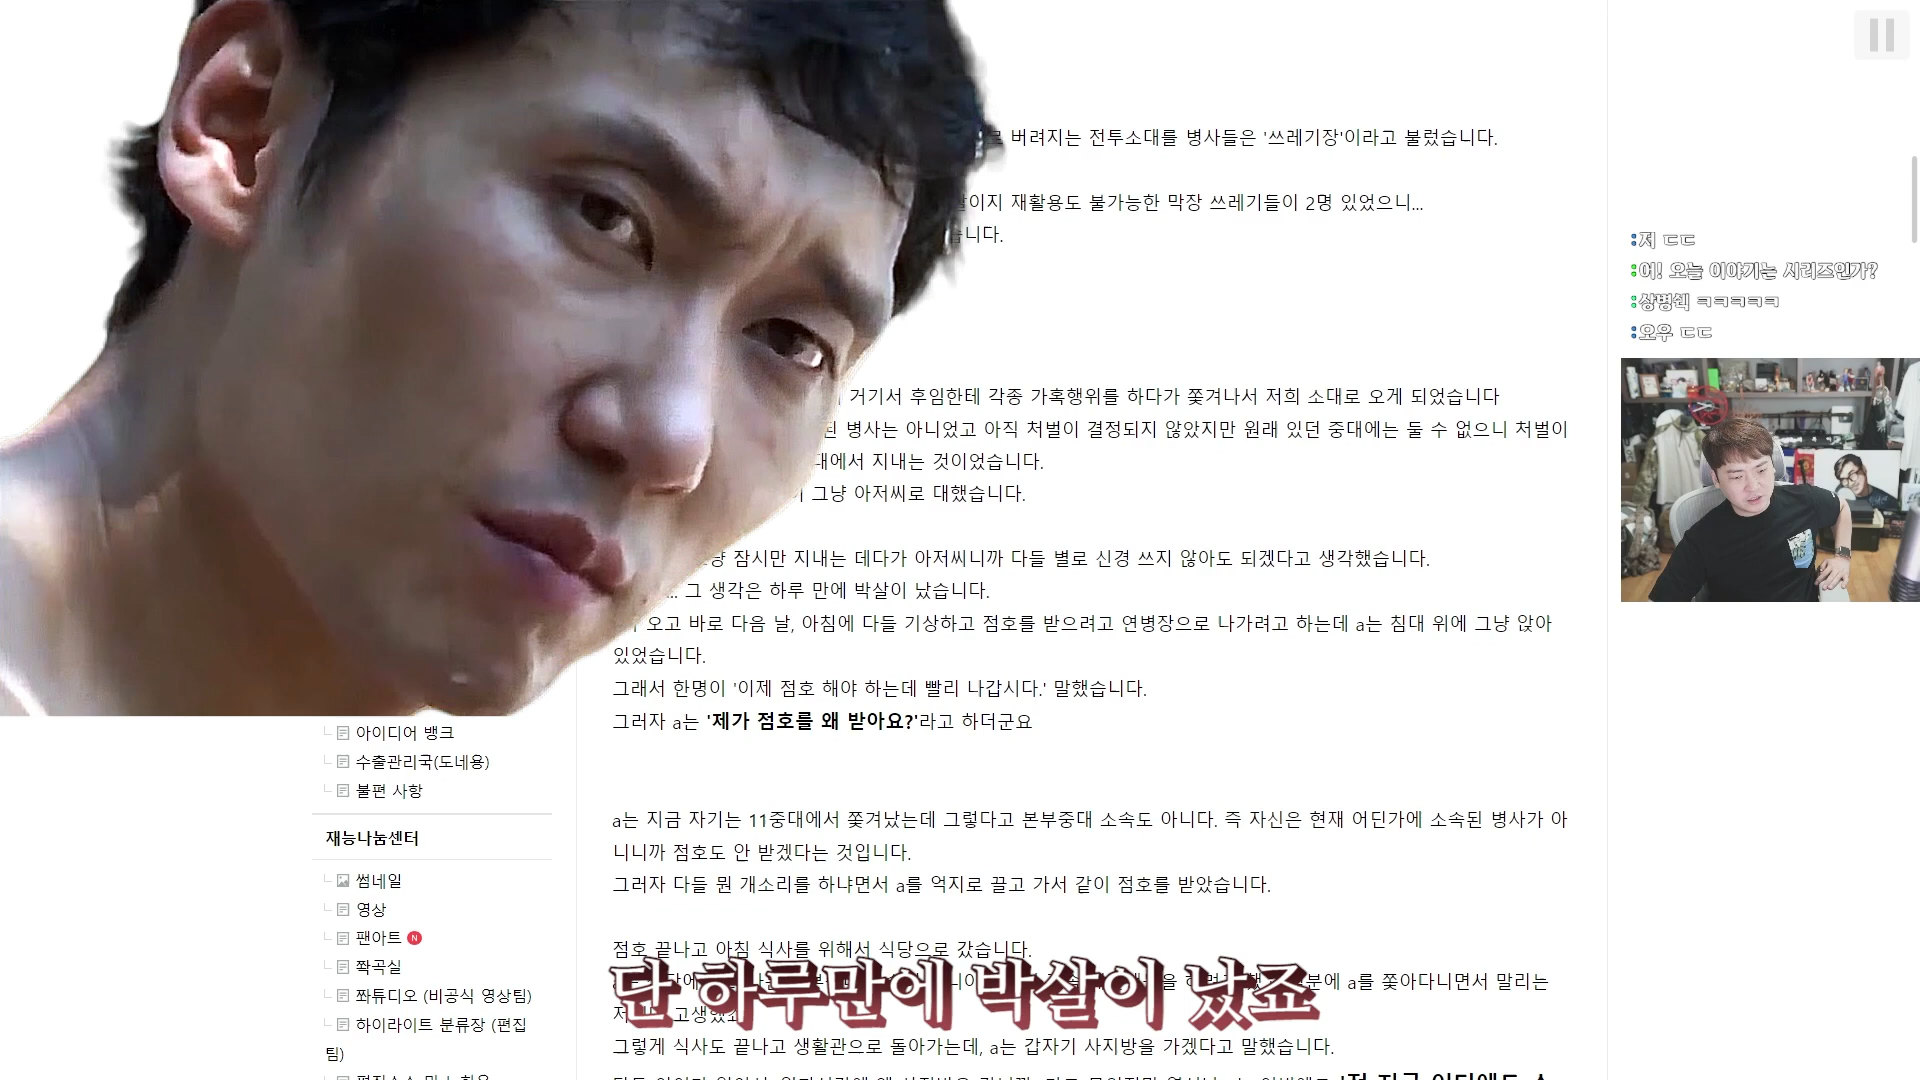 버려지는 전투소대를 병사들은 '쓰레기장'이라고 불렀습니다.
재활용도 불가능한 막장 쓰레기들이 2명 있었으니...
습니다.
거기서 후임한테 각종 가혹행위를 하다가 쫓겨나서 저희 소대로 오게 되었습니다
병사는 아니었고 아직 처벌이 결정되지 않았지만 원래 있던 중대에는 둘 수 없으니 처벌이
대에서 지내는 것이었습니다.
그냥 아저씨로 대했습니다.
잠시만 지내는 데다가 아저씨니까 다들 별로 신경 쓰지 않아도 되겠다고 생각했습니다.
... 그 생각은 하루 만에 박살이 났습니다.
오고 바로 다음 날, 아침에 다들 기상하고 점호를 받으려고 연병장으로 나가려고 하는데 a는 침대 위에 그냥 앉아
있었습니다.
그래서 한명이 '이제 점호 해야 하는데 빨리 나갑시다.' 말했습니다.
그러자 a는 '제가 점호를 왜 받아요?'라고 하더군요
a는 지금 자기는 11중대에서 쫓겨났는데 그렇다고 본부중대 소속도 아니다. 즉 자신은 현재 어딘가에 소속된 병사가 아
니니까 점호도 안 받겠다는 것입니다.
그러자 다들 뭔 개소리를 하냐면서 a를 억지로 끌고 가서 같이 점호를 받았습니다.
점호 끝나고 아침 식사를 위해서 식당으로 갔습니다.
a를 쫓아다니면서 말리는
그렇게 식사도 끝나고 생활관으로 돌아가는데, a는 갑자기 사지방을 가겠다고 말했습니다.
단 하루만에 박살이 났죠
아이디어 뱅크
수출관리국(도네용)
불편 사항
재능나눔센터
썸네일
영상
팬아트 N
쫙곡실
쫘튜디오 (비공식 영상팀)
하이라이트 분류장 (편집
팀)
:저 ㄷㄷ
:여! 오늘 이야기는 시리즈인가?
:상병쉑 ㅋㅋㅋㅋㅋ
:오우 ㄷㄷ